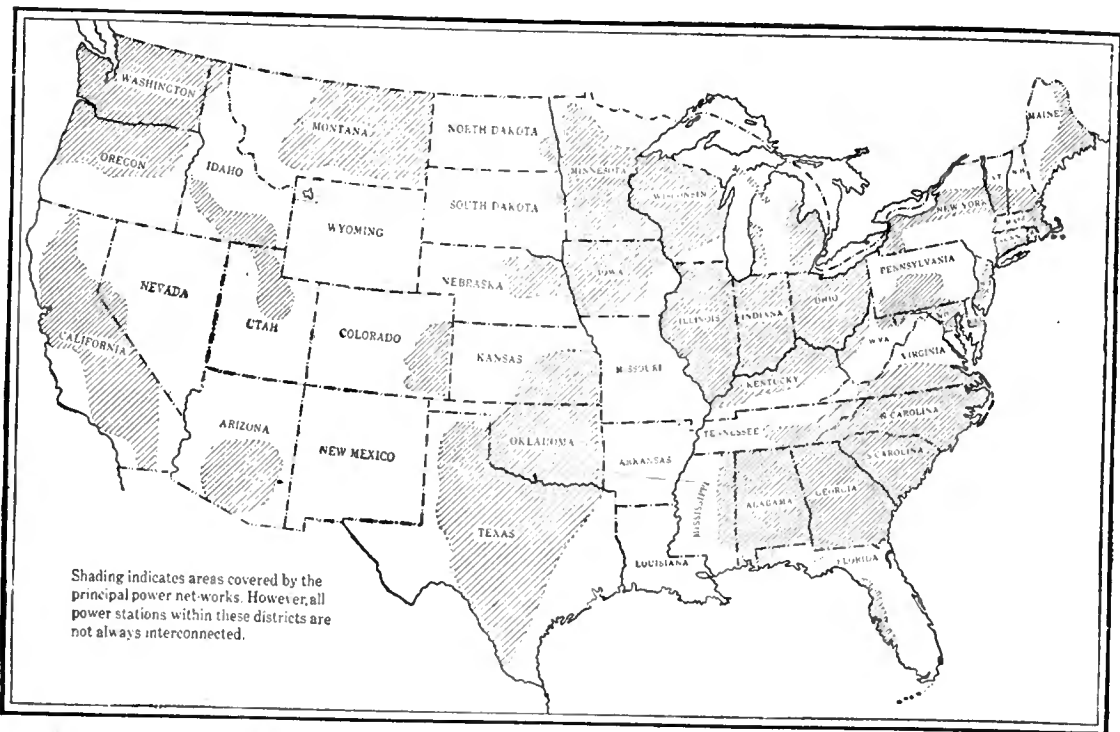 WASHINGTON
MONTANA
NORTH DAKOTA
MAINE
OREGON
IDAHO
MINNESOTA
WISCONSIN
SOUTH DAKOTA
NEW YORK
WYOMING
PENNSYLVANIA
IOWA
NEBRASKA
NEVADA
OHIO
INDIANA
ILLINOIS
UTAH
COLORADO
CALIFORNIA
KANSAS
MISSOURI
W.VA.
VIRGINIA
KENTUCKY
N CAROLINA
ARIZONA
TENNESSEE
NEW MEXICO
OKLAHOMA
ARKANSAS
S CAROLINA
MISSISSIPPI
ALABAMA
GEORGIA
TEXAS
LOUISIANA
FLORIDA
Shading indicates areas covered by the
principal power net-works. However, all
power stations within these districts are
not always interconnected.